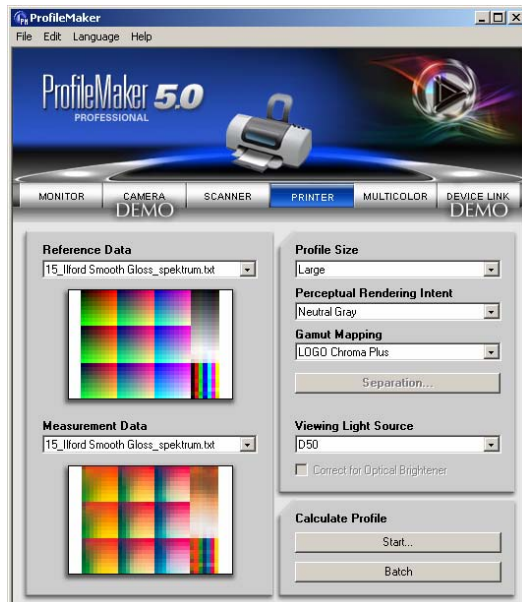 ProfileMaker
File Edit Language Help
ProfileMaker 5.0
PROFESSIONAL
MONITOR CAMERA SCANNER PRINTER MULTICOLOR DEVICE LINK
DEMO DEMO
Reference Data
15_Ilford Smooth Gloss_spektrum.txt
Measurement Data
15_Ilford Smooth Gloss_spektrum.txt
Profile Size
Large
Perceptual Rendering Intent
Neutral Gray
Gamut Mapping
LOGO Chroma Plus
Separation...
Viewing Light Source
D50
Correct for Optical Brightener
Calculate Profile
Start...
Batch